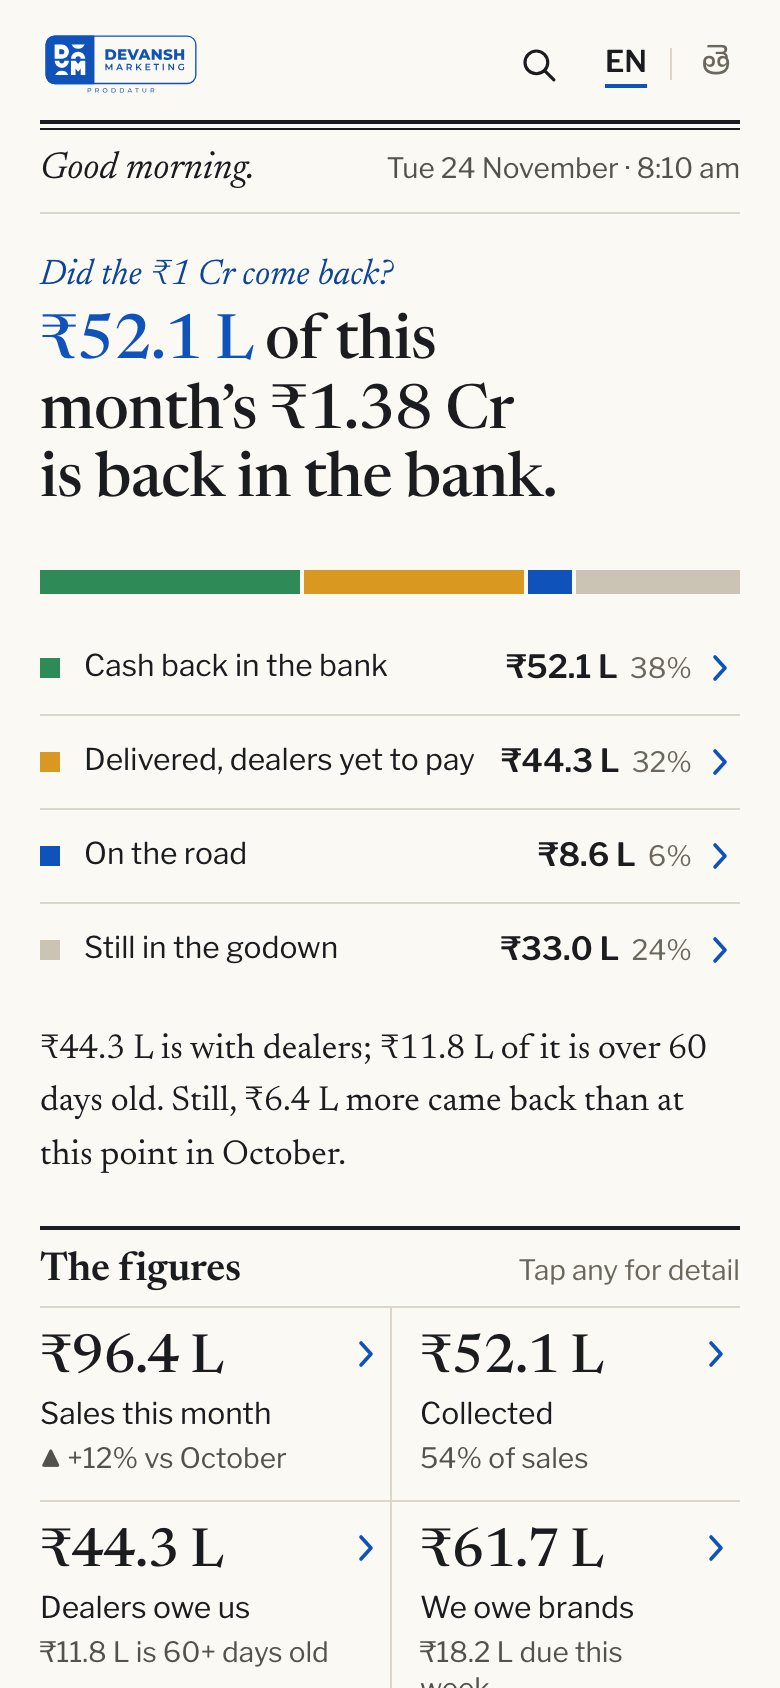 DEVANSH
MARKETING
PRODDATUR
EN
తె
Good morning.
Tue 24 November · 8:10 am
Did the ₹1 Cr come back?
₹52.1 L of this
month’s ₹1.38 Cr
is back in the bank.
Cash back in the bank ₹52.1 L 38%
Delivered, dealers yet to pay ₹44.3 L 32%
On the road ₹8.6 L 6%
Still in the godown ₹33.0 L 24%
₹44.3 L is with dealers; ₹11.8 L of it is over 60
days old. Still, ₹6.4 L more came back than at
this point in October.
The figures
Tap any for detail
₹96.4 L
Sales this month
▲ +12% vs October
₹52.1 L
Collected
54% of sales
₹44.3 L
Dealers owe us
₹11.8 L is 60+ days old
₹61.7 L
We owe brands
₹18.2 L due this
week